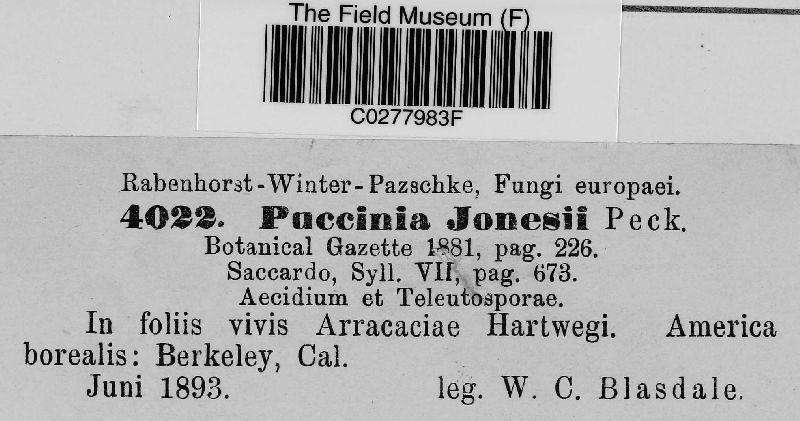 The Field Museum (F)
C0277983F
Rabenhorst-Winter-Pazschke, Fungi europaei.
4022. Puccinia Jonesii Peck.
Botanical Gazette 1881, pag. 226.
Saccardo, Syll. VII, pag. 673.
Aecidium et Teleutosporae.
In foliis vivis Arracaciae Hartwegi. America
borealis: Berkeley, Cal.
Juni 1893. leg. W. C. Blasdale.